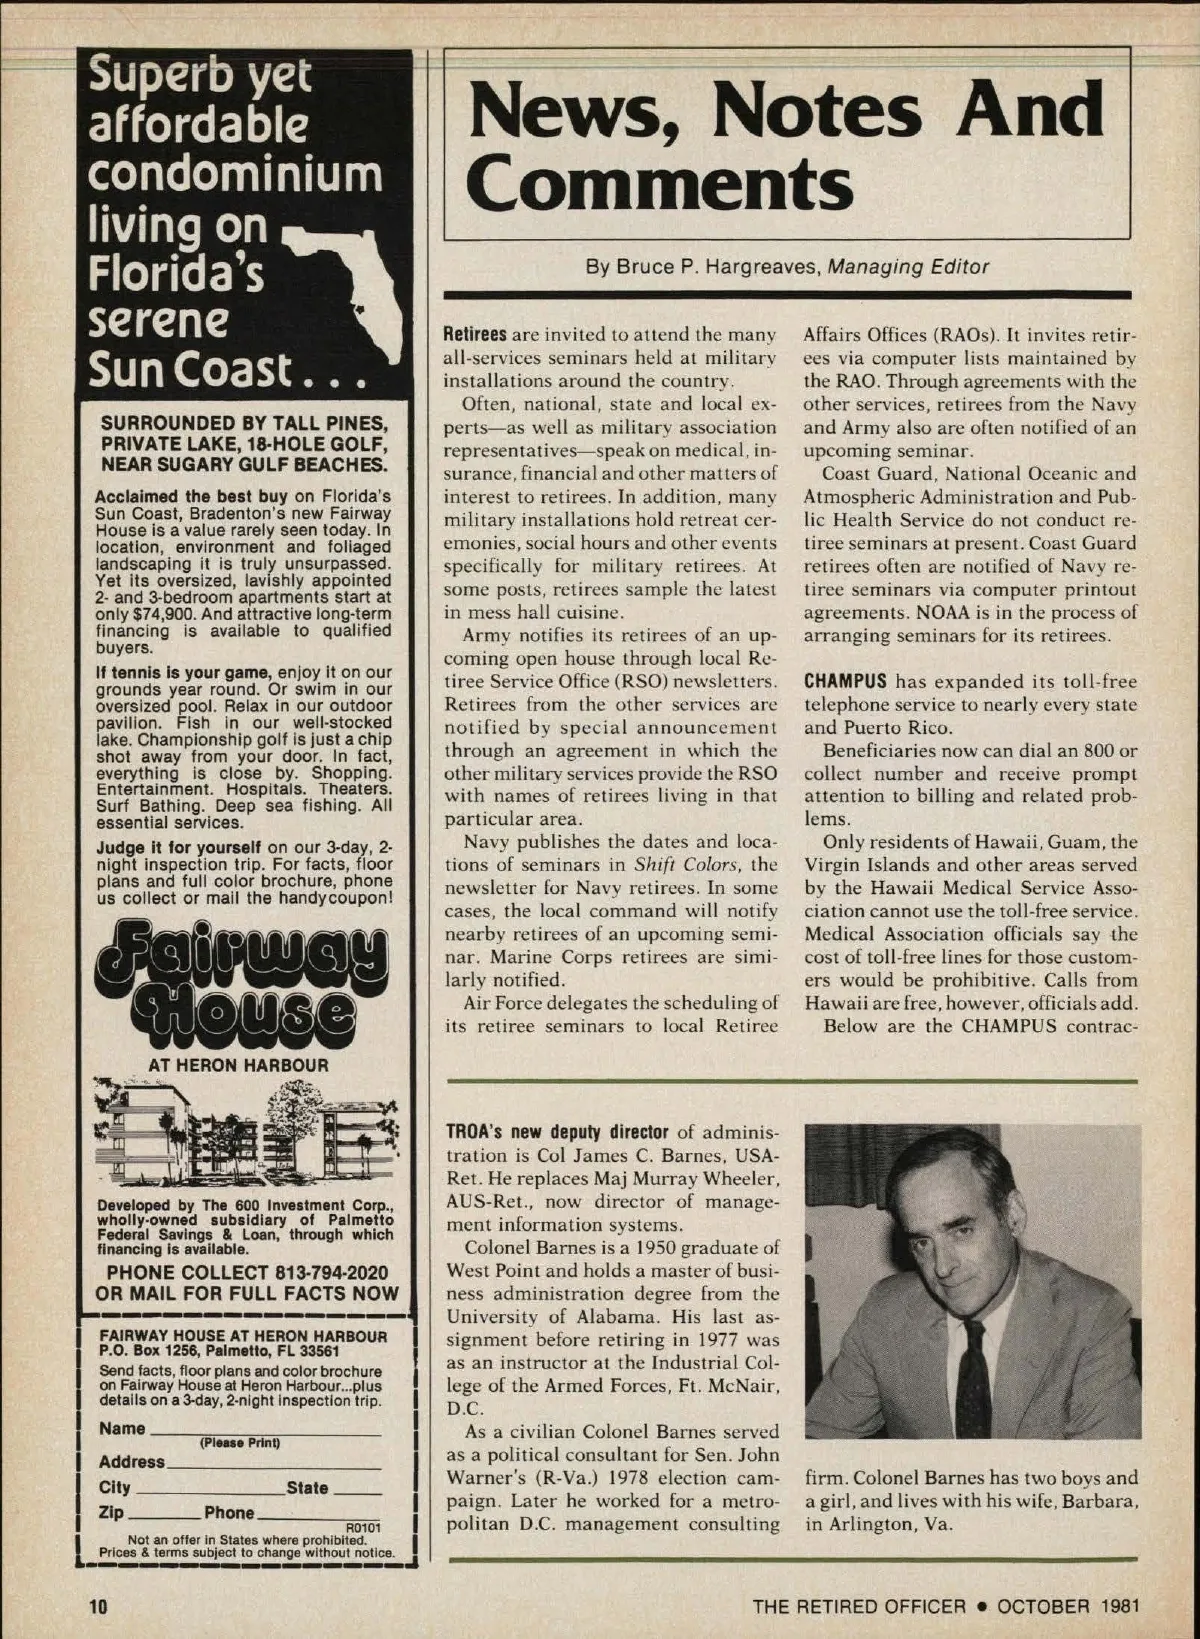 Superb yet
affordable
condominium
living on
Florida's
serene
Sun Coast...
SURROUNDED BY TALL PINES,
PRIVATE LAKE, 18-HOLE GOLF,
NEAR SUGARY GULF BEACHES.
Acclaimed the best buy on Florida's
Sun Coast, Bradenton's new Fairway
House is a value rarely seen today. In
location, environment and foliaged
landscaping it is truly unsurpassed.
Yet its oversized, lavishly appointed
2- and 3-bedroom apartments start at
only $74,900. And attractive long-term
financing is available to qualified
buyers.
If tennis is your game, enjoy it on our
grounds year round. Or swim in our
oversized pool. Relax in our outdoor
pavilion. Fish in our well-stocked
lake. Championship golf is just a chip
shot away from your door. In fact,
everything is close by. Shopping.
Entertainment. Hospitals. Theaters.
Surf Bathing. Deep sea fishing. All
essential services.
Judge it for yourself on our 3-day, 2-
night inspection trip. For facts, floor
plans and full color brochure, phone
us collect or mail the handycoupon!
Fairway
House
AT HERON HARBOUR
Developed by The 600 Investment Corp.,
wholly-owned subsidiary of Palmetto
Federal Savings & Loan, through which
financing is available.
PHONE COLLECT 813-794-2020
OR MAIL FOR FULL FACTS NOW
FAIRWAY HOUSE AT HERON HARBOUR
P.O. Box 1256, Palmetto, FL 33561
Send facts, floor plans and color brochure
on Fairway House at Heron Harbour...plus
details on a 3-day, 2-night inspection trip.
Name
(Please Print)
Address
City State
Zip Phone
R0101
Not an offer in States where prohibited.
Prices & terms subject to change without notice.
News, Notes And
Comments
By Bruce P. Hargreaves, Managing Editor
Retirees are invited to attend the many
all-services seminars held at military
installations around the country.
Often, national, state and local ex-
perts—as well as military association
representatives—speak on medical, in-
surance, financial and other matters of
interest to retirees. In addition, many
military installations hold retreat cer-
emonies, social hours and other events
specifically for military retirees. At
some posts, retirees sample the latest
in mess hall cuisine.
Army notifies its retirees of an up-
coming open house through local Re-
tiree Service Office (RSO) newsletters.
Retirees from the other services are
notified by special announcement
through an agreement in which the
other military services provide the RSO
with names of retirees living in that
particular area.
Navy publishes the dates and loca-
tions of seminars in Shift Colors, the
newsletter for Navy retirees. In some
cases, the local command will notify
nearby retirees of an upcoming semi-
nar. Marine Corps retirees are simi-
larly notified.
Air Force delegates the scheduling of
its retiree seminars to local Retiree
Affairs Offices (RAOs). It invites retir-
ees via computer lists maintained by
the RAO. Through agreements with the
other services, retirees from the Navy
and Army also are often notified of an
upcoming seminar.
Coast Guard, National Oceanic and
Atmospheric Administration and Pub-
lic Health Service do not conduct re-
tiree seminars at present. Coast Guard
retirees often are notified of Navy re-
tiree seminars via computer printout
agreements. NOAA is in the process of
arranging seminars for its retirees.
CHAMPUS has expanded its toll-free
telephone service to nearly every state
and Puerto Rico.
Beneficiaries now can dial an 800 or
collect number and receive prompt
attention to billing and related prob-
lems.
Only residents of Hawaii, Guam, the
Virgin Islands and other areas served
by the Hawaii Medical Service Asso-
ciation cannot use the toll-free service.
Medical Association officials say the
cost of toll-free lines for those custom-
ers would be prohibitive. Calls from
Hawaii are free, however, officials add.
Below are the CHAMPUS contrac-
TROA's new deputy director of adminis-
tration is Col James C. Barnes, USA-
Ret. He replaces Maj Murray Wheeler,
AUS-Ret., now director of manage-
ment information systems.
Colonel Barnes is a 1950 graduate of
West Point and holds a master of busi-
ness administration degree from the
University of Alabama. His last as-
signment before retiring in 1977 was
as an instructor at the Industrial Col-
lege of the Armed Forces, Ft. McNair,
D.C.
As a civilian Colonel Barnes served
as a political consultant for Sen. John
Warner's (R-Va.) 1978 election cam-
paign. Later he worked for a metro-
politan D.C. management consulting
firm. Colonel Barnes has two boys and
a girl, and lives with his wife, Barbara,
in Arlington, Va.
10
THE RETIRED OFFICER • OCTOBER 1981